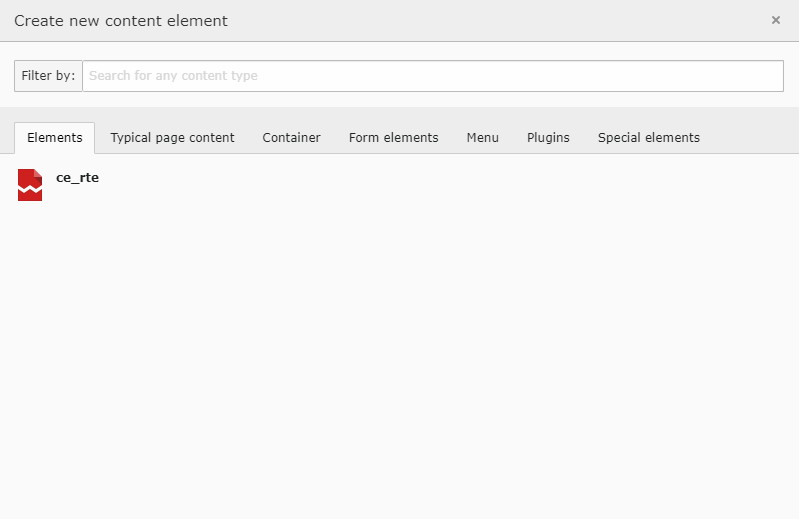 Create new content element
×
Filter by: Search for any content type
Elements Typical page content Container Form elements Menu Plugins Special elements
ce_rte